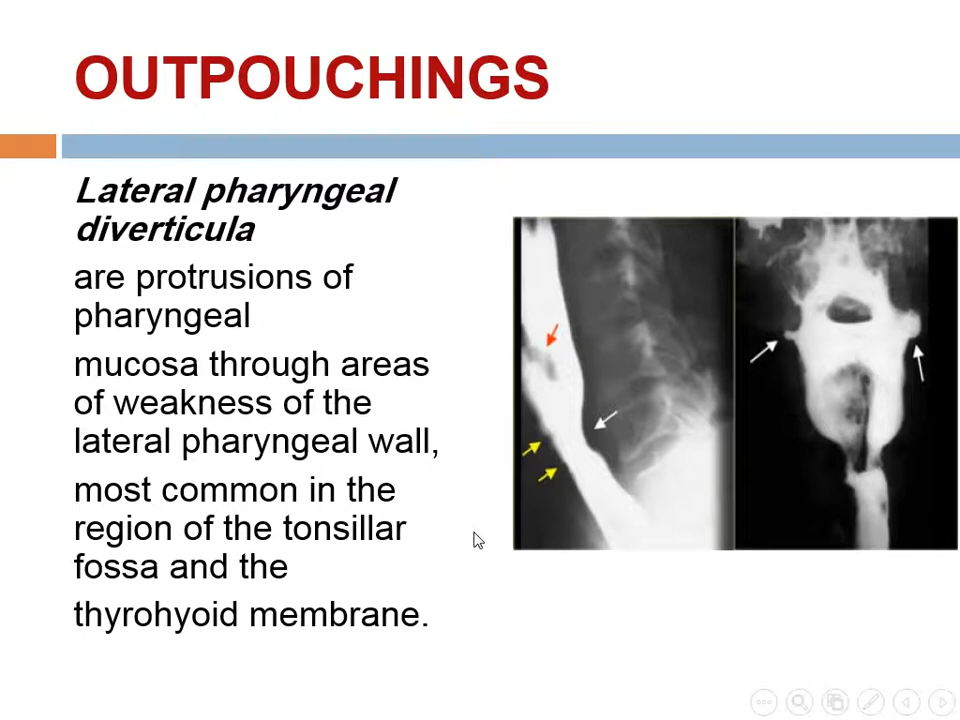 OUTPOUCHINGS
Lateral pharyngeal
diverticula
are protrusions of
pharyngeal
mucosa through areas
of weakness of the
lateral pharyngeal wall,
most common in the
region of the tonsillar
fossa and the
thyrohyoid membrane.